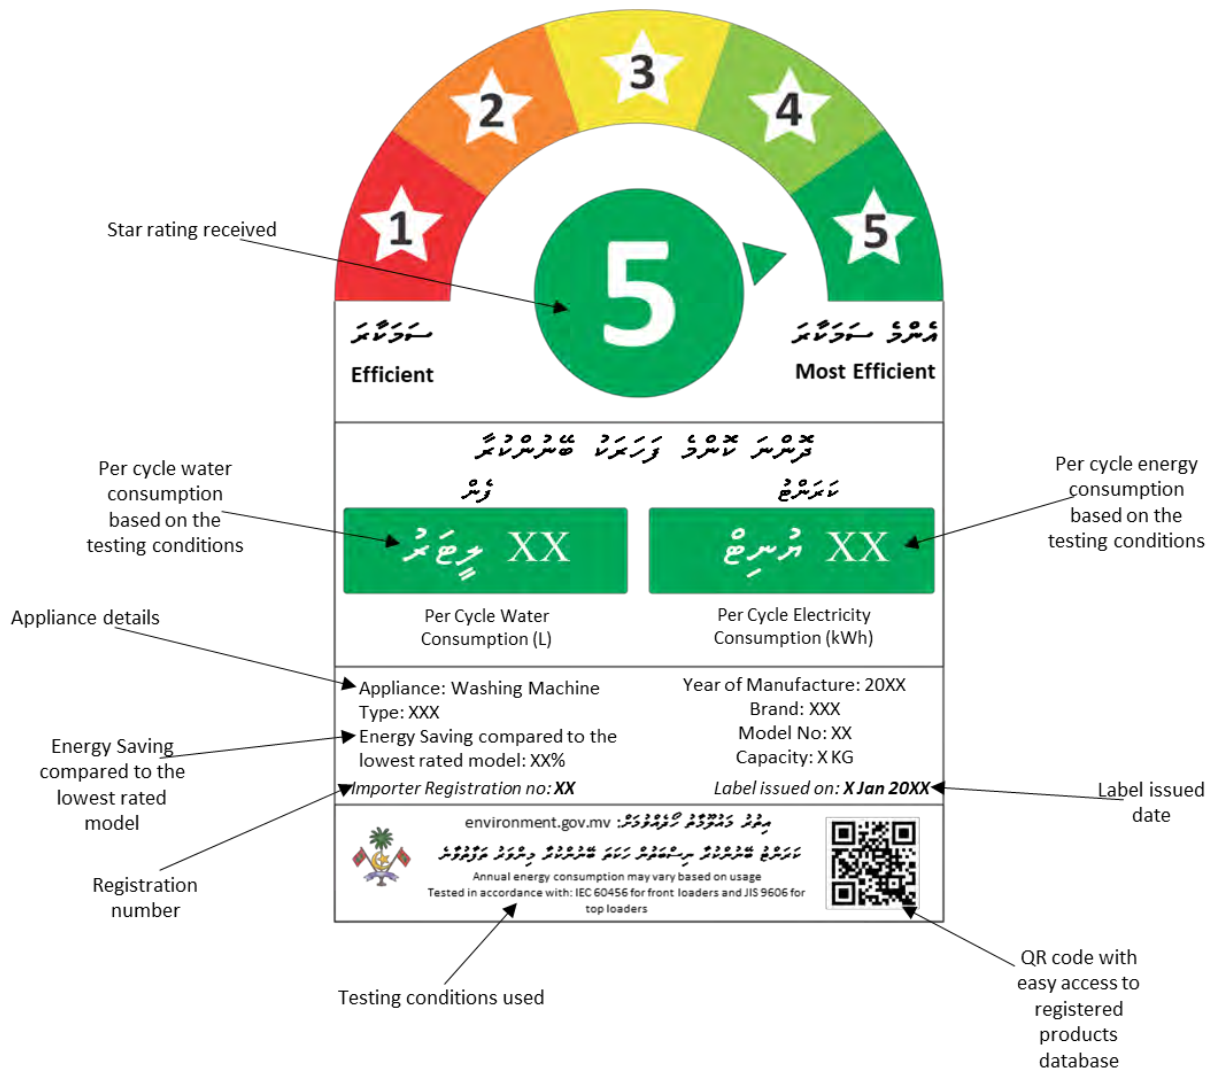 1
2
3
4
5
5
Star rating received
ސަމަކާރަ
އެންމެ ސަމަކާރަ
Efficient
Most Efficient
ދޮންނަ ކޮންމެ ފަހަރަކު ބޭނުންކުރާ
ފެން
ކަރަންޓު
Per cycle water
consumption
based on the
testing conditions
XX ލީޓަރު
XX ޔުނިޓް
Per cycle energy
consumption
based on the
testing conditions
Per Cycle Water
Consumption (L)
Per Cycle Electricity
Consumption (kWh)
Appliance details
Appliance: Washing Machine
Type: XXX
Energy Saving compared to the
lowest rated model: XX%
Importer Registration no: XX
Year of Manufacture: 20XX
Brand: XXX
Model No: XX
Capacity: X KG
Label issued on: X Jan 20XX
Energy Saving
compared to the
lowest rated
model
Label issued
date
Registration
number
އިތުރު މައުލޫމާތު ހޯދެއްވުމަށް: environment.gov.mv
ކަރަންޓު ބޭނުންކުރާ ނިސްބަތުން ހަކަތަ ބޭނުންކުރާ މިންވަރު ތަފާތުވާނެ
Annual energy consumption may vary based on usage
Tested in accordance with: IEC 60456 for front loaders and JIS 9606 for
top loaders
Testing conditions used
QR code with
easy access to
registered
products
database